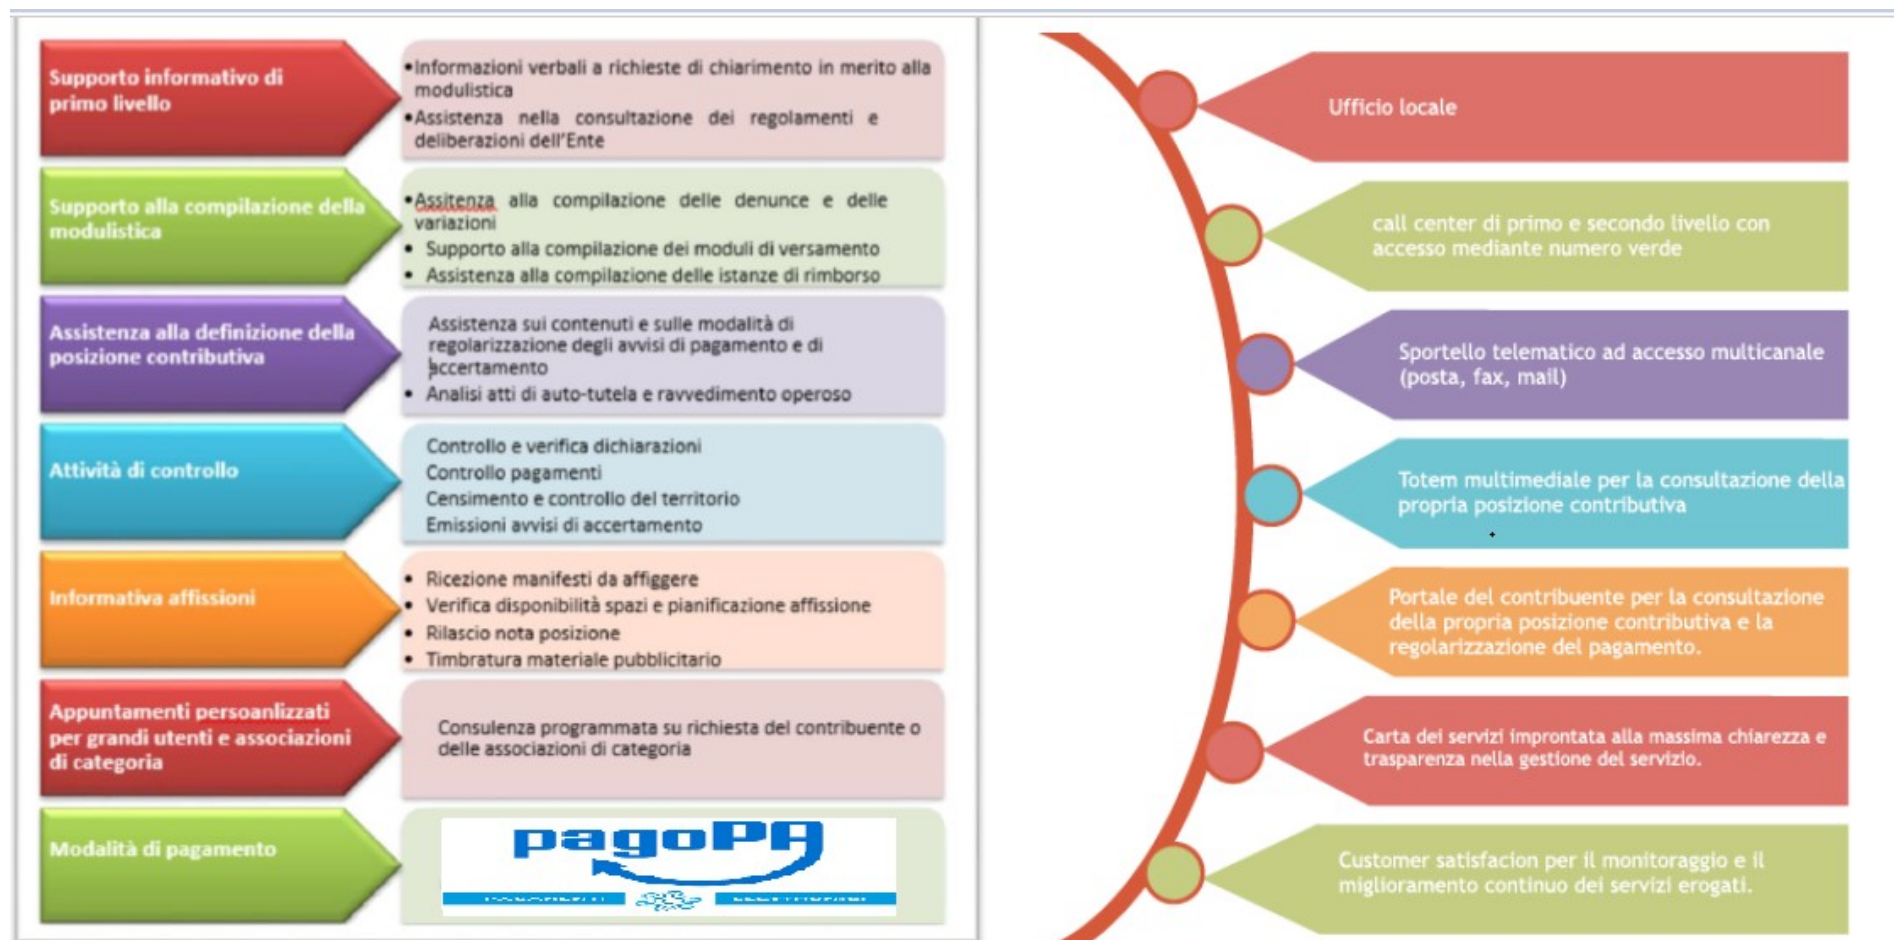 Supporto informativo di
primo livello
•Informazioni verbali a richieste di chiarimento in merito alla
modulistica
•Assistenza nella consultazione dei regolamenti e
deliberazioni dell'Ente
Supporto alla compilazione della
modulistica
•Assitenza alla compilazione delle denunce e delle
variazioni
• Supporto alla compilazione dei moduli di versamento
• Assistenza alla compilazione delle istanze di rimborso
Assistenza alla definizione della
posizione contributiva
Assistenza sui contenuti e sulle modalità di
regolarizzazione degli avvisi di pagamento e di
accertamento
• Analisi atti di auto-tutela e ravvedimento operoso
Attività di controllo
Controllo e verifica dichiarazioni
Controllo pagamenti
Censimento e controllo del territorio
Emissioni avvisi di accertamento
Informativa affissioni
• Ricezione manifesti da affiggere
• Verifica disponibilità spazi e pianificazione affissione
• Rilascio nota posizione
• Timbratura materiale pubblicitario
Appuntamenti persoanlizzati
per grandi utenti e associazioni
di categoria
Consulenza programmata su richiesta del contribuente o
delle associazioni di categoria
Modalità di pagamento
pagoPA
Ufficio locale
call center di primo e secondo livello con
accesso mediante numero verde
Sportello telematico ad accesso multicanale
(posta, fax, mail)
Totem multimediale per la consultazione della
propria posizione contributiva
Portale del contribuente per la consultazione
della propria posizione contributiva e la
regolarizzazione del pagamento.
Carta dei servizi improntata alla massima chiarezza e
trasparenza nella gestione del servizio.
Customer satisfacion per il monitoraggio e il
miglioramento continuo dei servizi erogati.